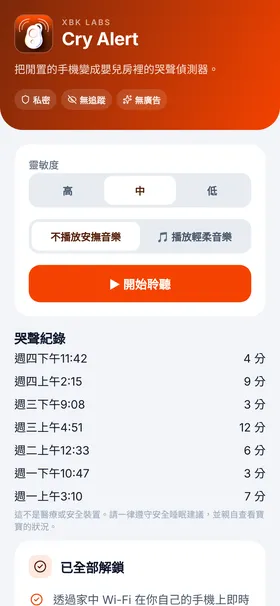 XBK LABS
Cry Alert
把閒置的手機變成嬰兒房裡的哭聲偵測器。
私密
無追蹤
無廣告
靈敏度
高
中
低
不播放安撫音樂
播放輕柔音樂
開始聆聽
哭聲紀錄
週四下午11:42 4 分
週四上午2:15 9 分
週三下午9:08 3 分
週三上午4:51 12 分
週二上午12:33 6 分
週一下午10:47 3 分
週一上午3:10 7 分
這不是醫療或安全裝置。請一律遵守安全睡眠建議，並親自查看寶
寶的狀況。
已全部解鎖
透過家中 Wi-Fi 在你自己的手機上即時